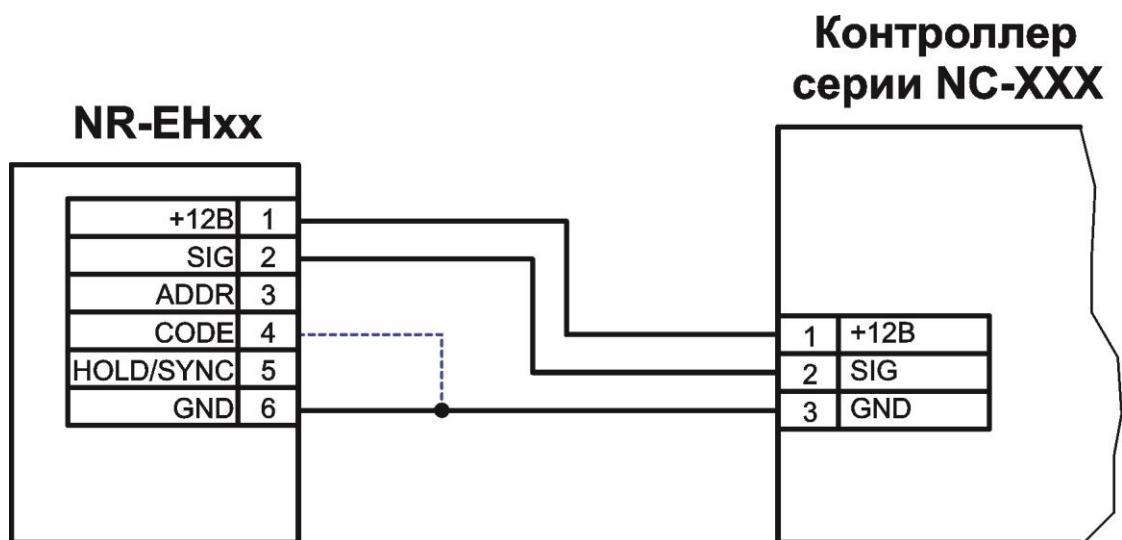 Контроллер
серии NC-XXX
NR-EHxx
+12В 1
SIG 2
ADDR 3
CODE 4
HOLD/SYNC 5
GND 6
1 +12В
2 SIG
3 GND